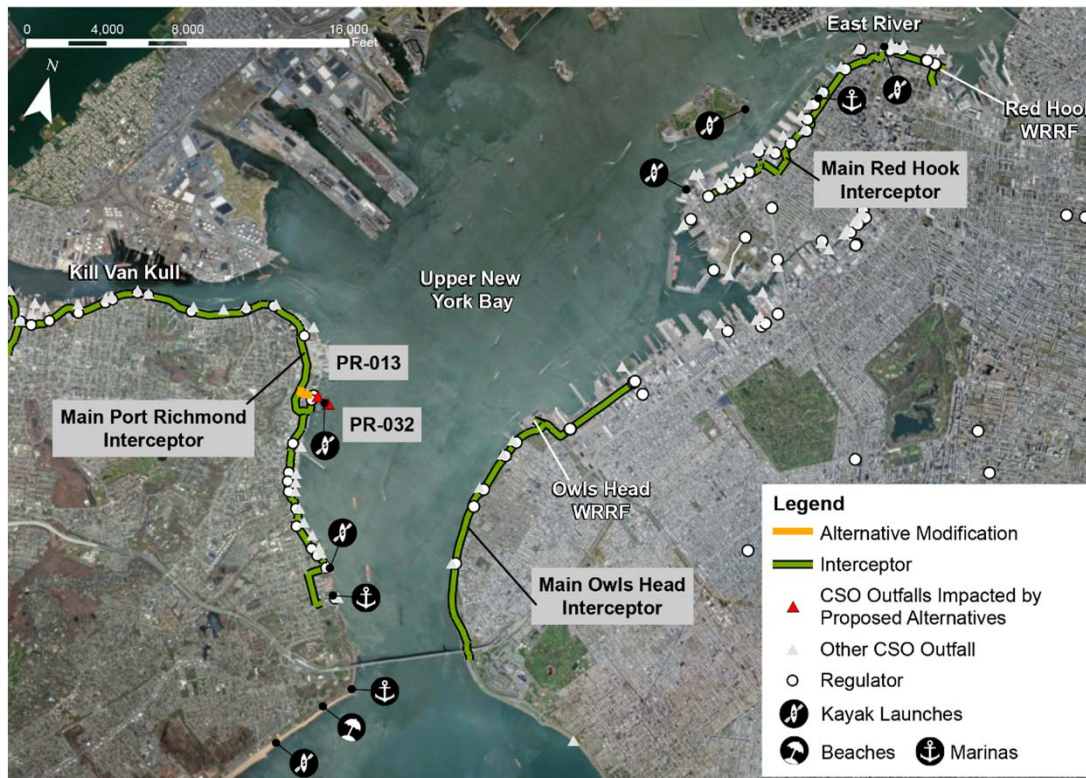 0 4,000 8,000 16,000
Feet
N
East River
Red Hook
WRRF
Main Red Hook
Interceptor
Kill Van Kull
Upper New
York Bay
PR-013
Main Port Richmond
Interceptor
PR-032
Owls Head
WRRF
Main Owls Head
Interceptor
Legend
Alternative Modification
Interceptor
CSO Outfalls Impacted by
Proposed Alternatives
Other CSO Outfall
Regulator
Kayak Launches
Beaches
Marinas